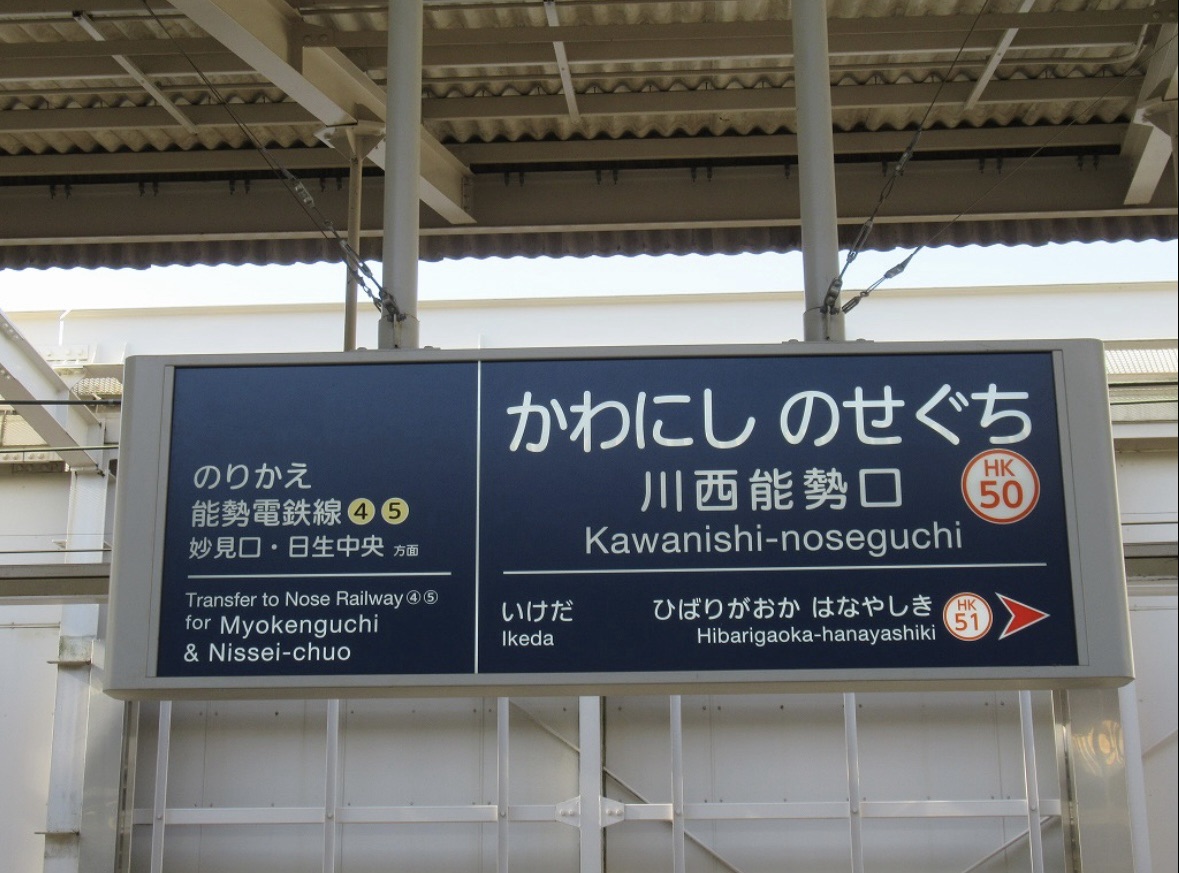 のりかえ
能勢電鉄線④⑤
妙見口・日生中央 方面
Transfer to Nose Railway④⑤
for Myokenguchi
& Nissei-chuo
かわにし のせぐち
川西能勢口
HK
50
Kawanishi-noseguchi
いけだ
Ikeda
ひばりがおか はなやしき
Hibarigaoka-hanayashiki
HK
51